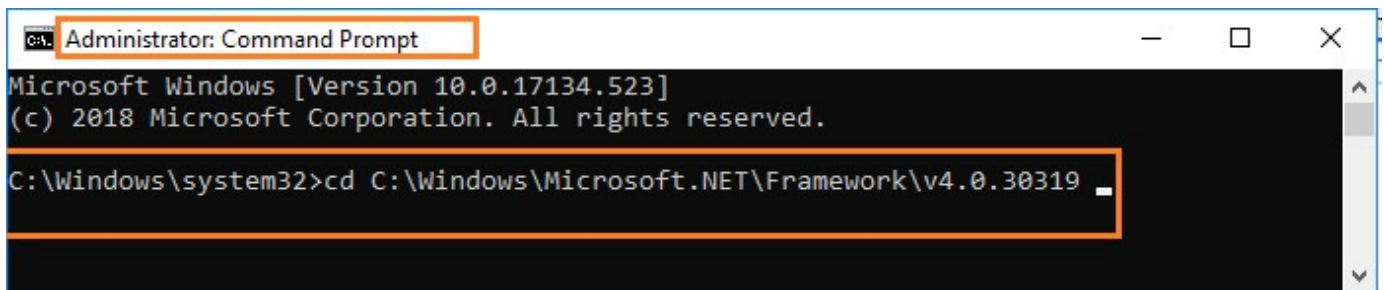 Administrator: Command Prompt
Microsoft Windows [Version 10.0.17134.523]
(c) 2018 Microsoft Corporation. All rights reserved.
C:\Windows\system32>cd C:\Windows\Microsoft.NET\Framework\v4.0.30319